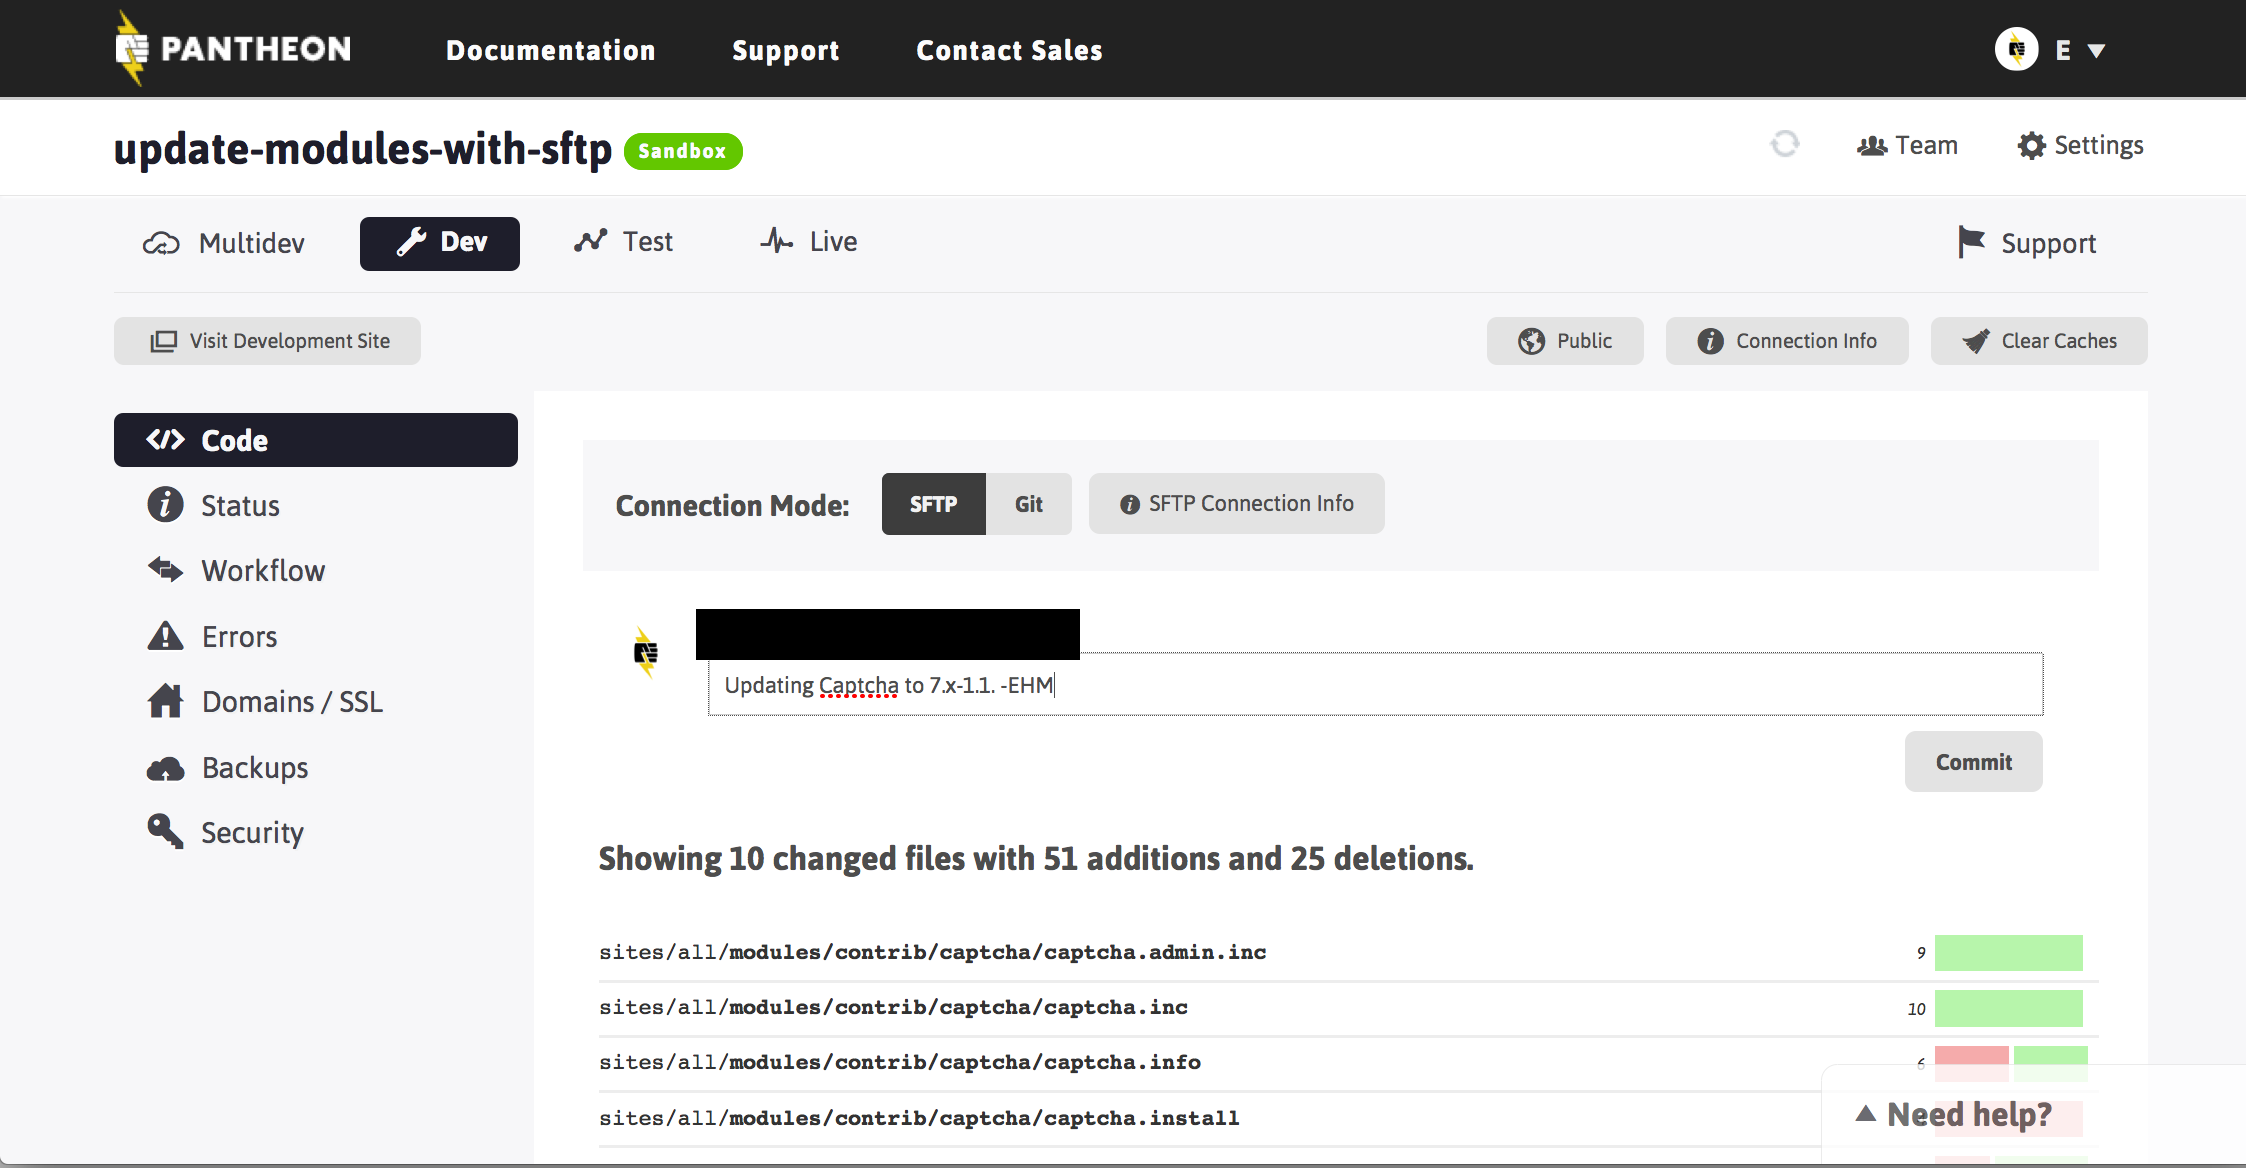 PANTHEON Documentation Support Contact Sales E
update-modules-with-sftp Sandbox Team Settings
Multidev Dev Test Live Support
Visit Development Site Public Connection Info Clear Caches
Code
Status
Workflow
Errors
Domains / SSL
Backups
Security
Connection Mode: SFTP Git SFTP Connection Info
Updating Captcha to 7.x-1.1. -EHM
Commit
Showing 10 changed files with 51 additions and 25 deletions.
sites/all/modules/contrib/captcha/captcha.admin.inc 9
sites/all/modules/contrib/captcha/captcha.inc 10
sites/all/modules/contrib/captcha/captcha.info 6
sites/all/modules/contrib/captcha/captcha.install
Need help?